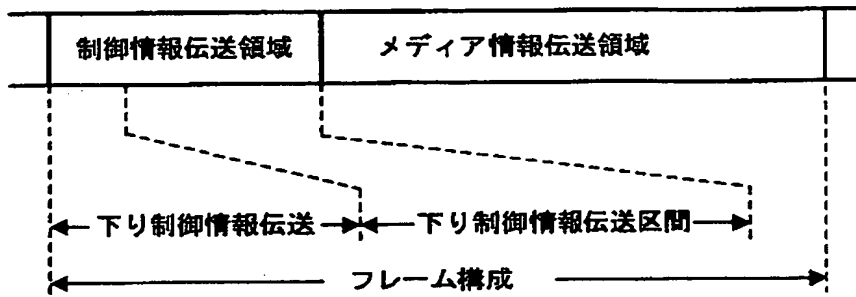 制御情報伝送領域 メディア情報伝送領域
下り制御情報伝送 下り制御情報伝送区間
フレーム構成